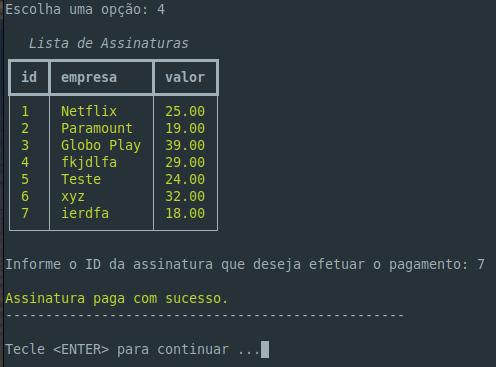 Escolha uma opção: 4
Lista de Assinaturas
id empresa valor
1 Netflix 25.00
2 Paramount 19.00
3 Globo Play 39.00
4 fkjdlfa 29.00
5 Teste 24.00
6 xyz 32.00
7 ierdfa 18.00
Informe o ID da assinatura que deseja efetuar o pagamento: 7
Assinatura paga com sucesso.
--------------------------------------------------
Tecle <ENTER> para continuar ...